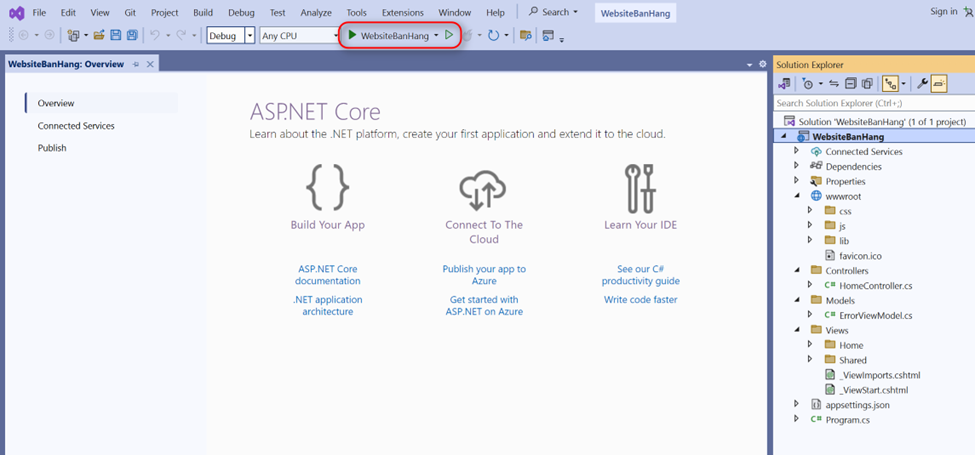 File Edit View Git Project Build Debug Test Analyze Tools Extensions Window Help Search WebsiteBanHang Sign in
Debug Any CPU WebsiteBanHang
WebsiteBanHang: Overview
Overview
Connected Services
Publish
ASP.NET Core
Learn about the .NET platform, create your first application and extend it to the cloud.
Build Your App
Connect To The
Cloud
Learn Your IDE
ASP.NET Core
documentation
.NET application
architecture
Publish your app to
Azure
Get started with
ASP.NET on Azure
See our C#
productivity guide
Write code faster
Solution Explorer
Search Solution Explorer (Ctrl+;)
Solution 'WebsiteBanHang' (1 of 1 project)
WebsiteBanHang
Connected Services
Dependencies
Properties
wwwroot
css
js
lib
favicon.ico
Controllers
C# HomeController.cs
Models
C# ErrorViewModel.cs
Views
Home
Shared
_ViewImports.cshtml
_ViewStart.cshtml
appsettings.json
C# Program.cs